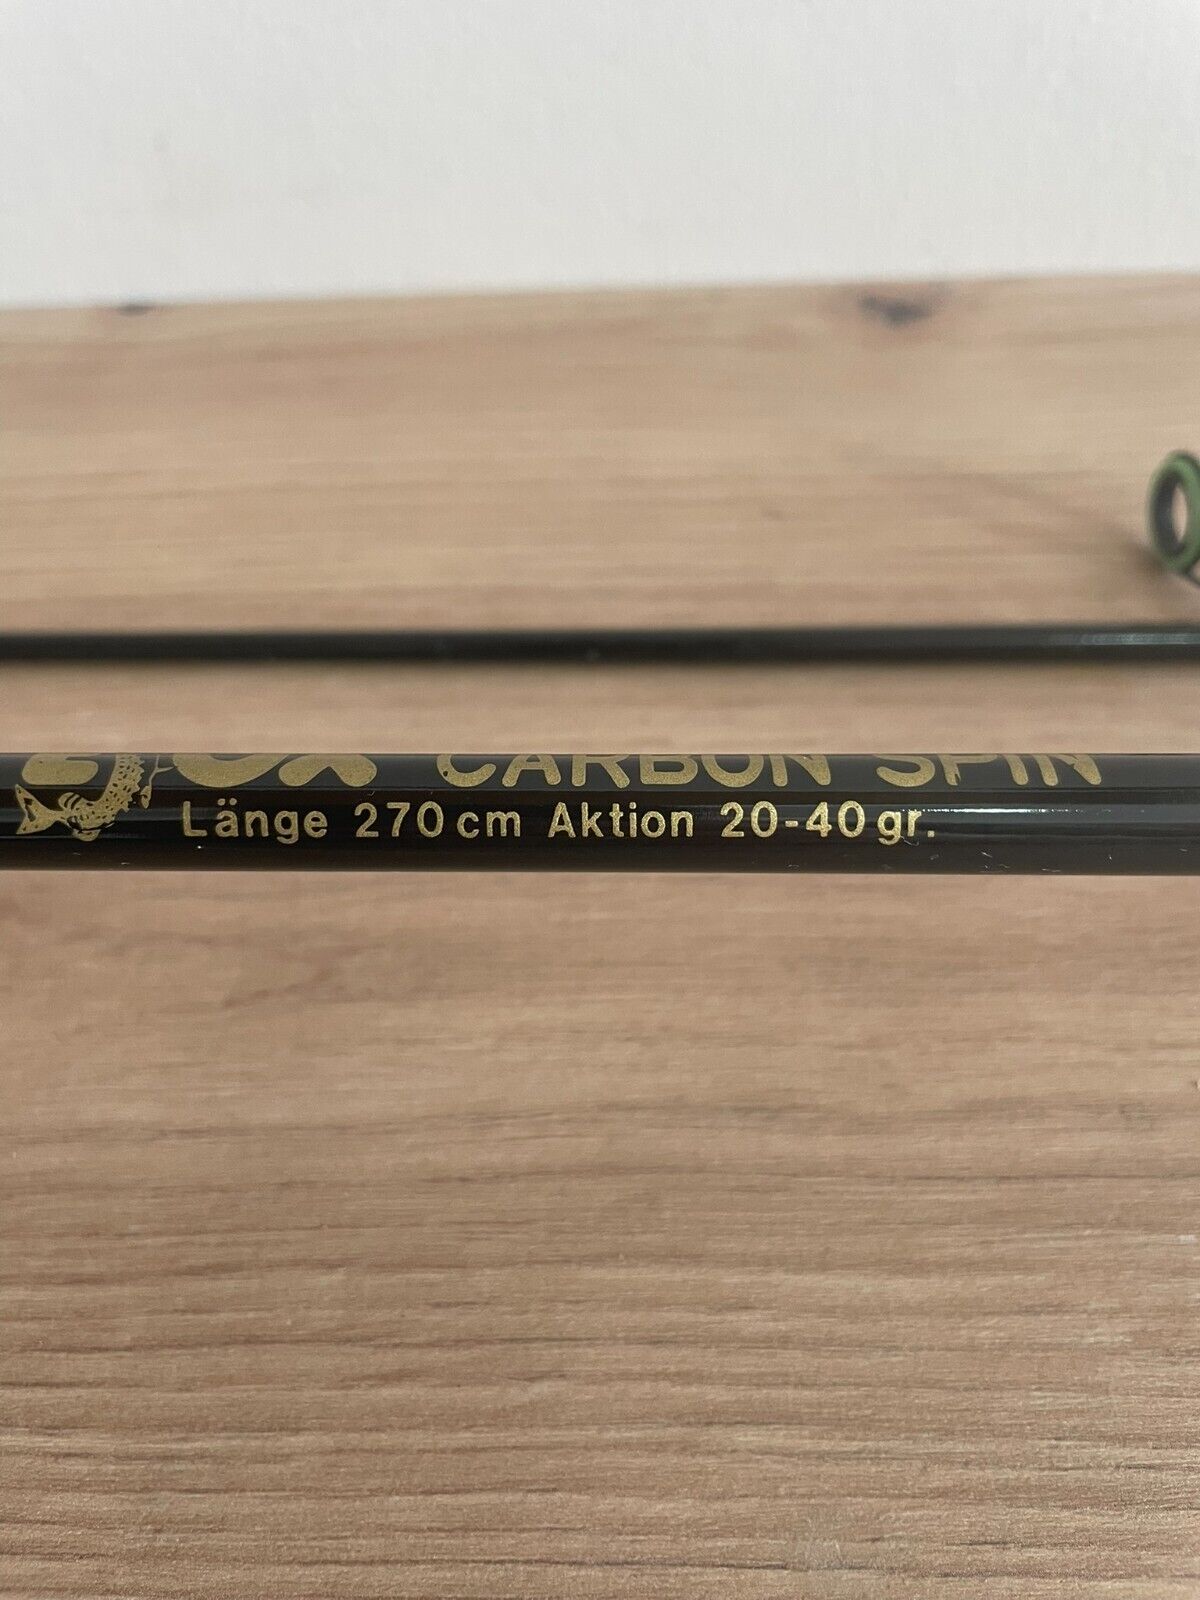 CARBON SPIN
Länge 270 cm Aktion 20-40 gr.